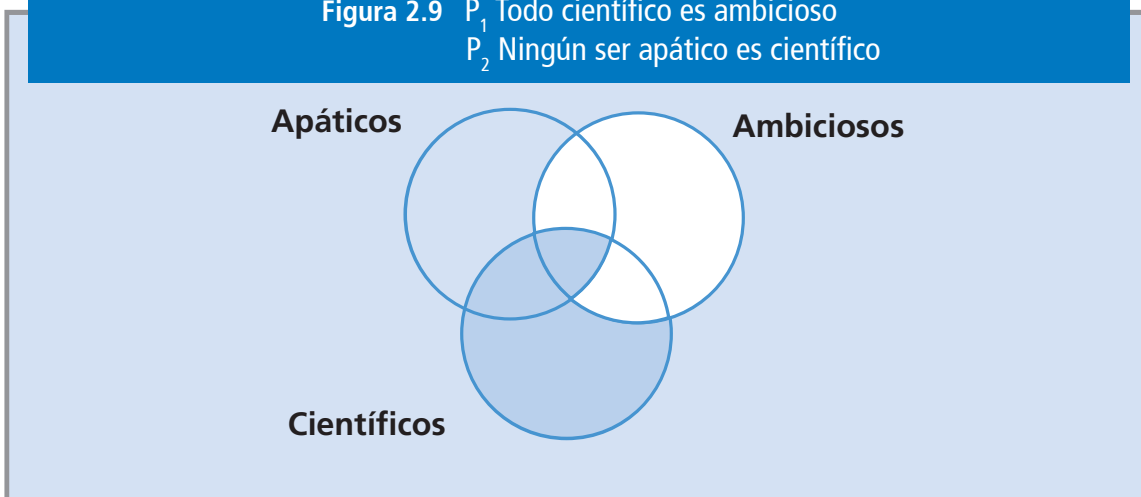 Figura 2.9 P₁ Todo científico es ambicioso
P₂ Ningún ser apático es científico
Apáticos
Ambiciosos
Científicos